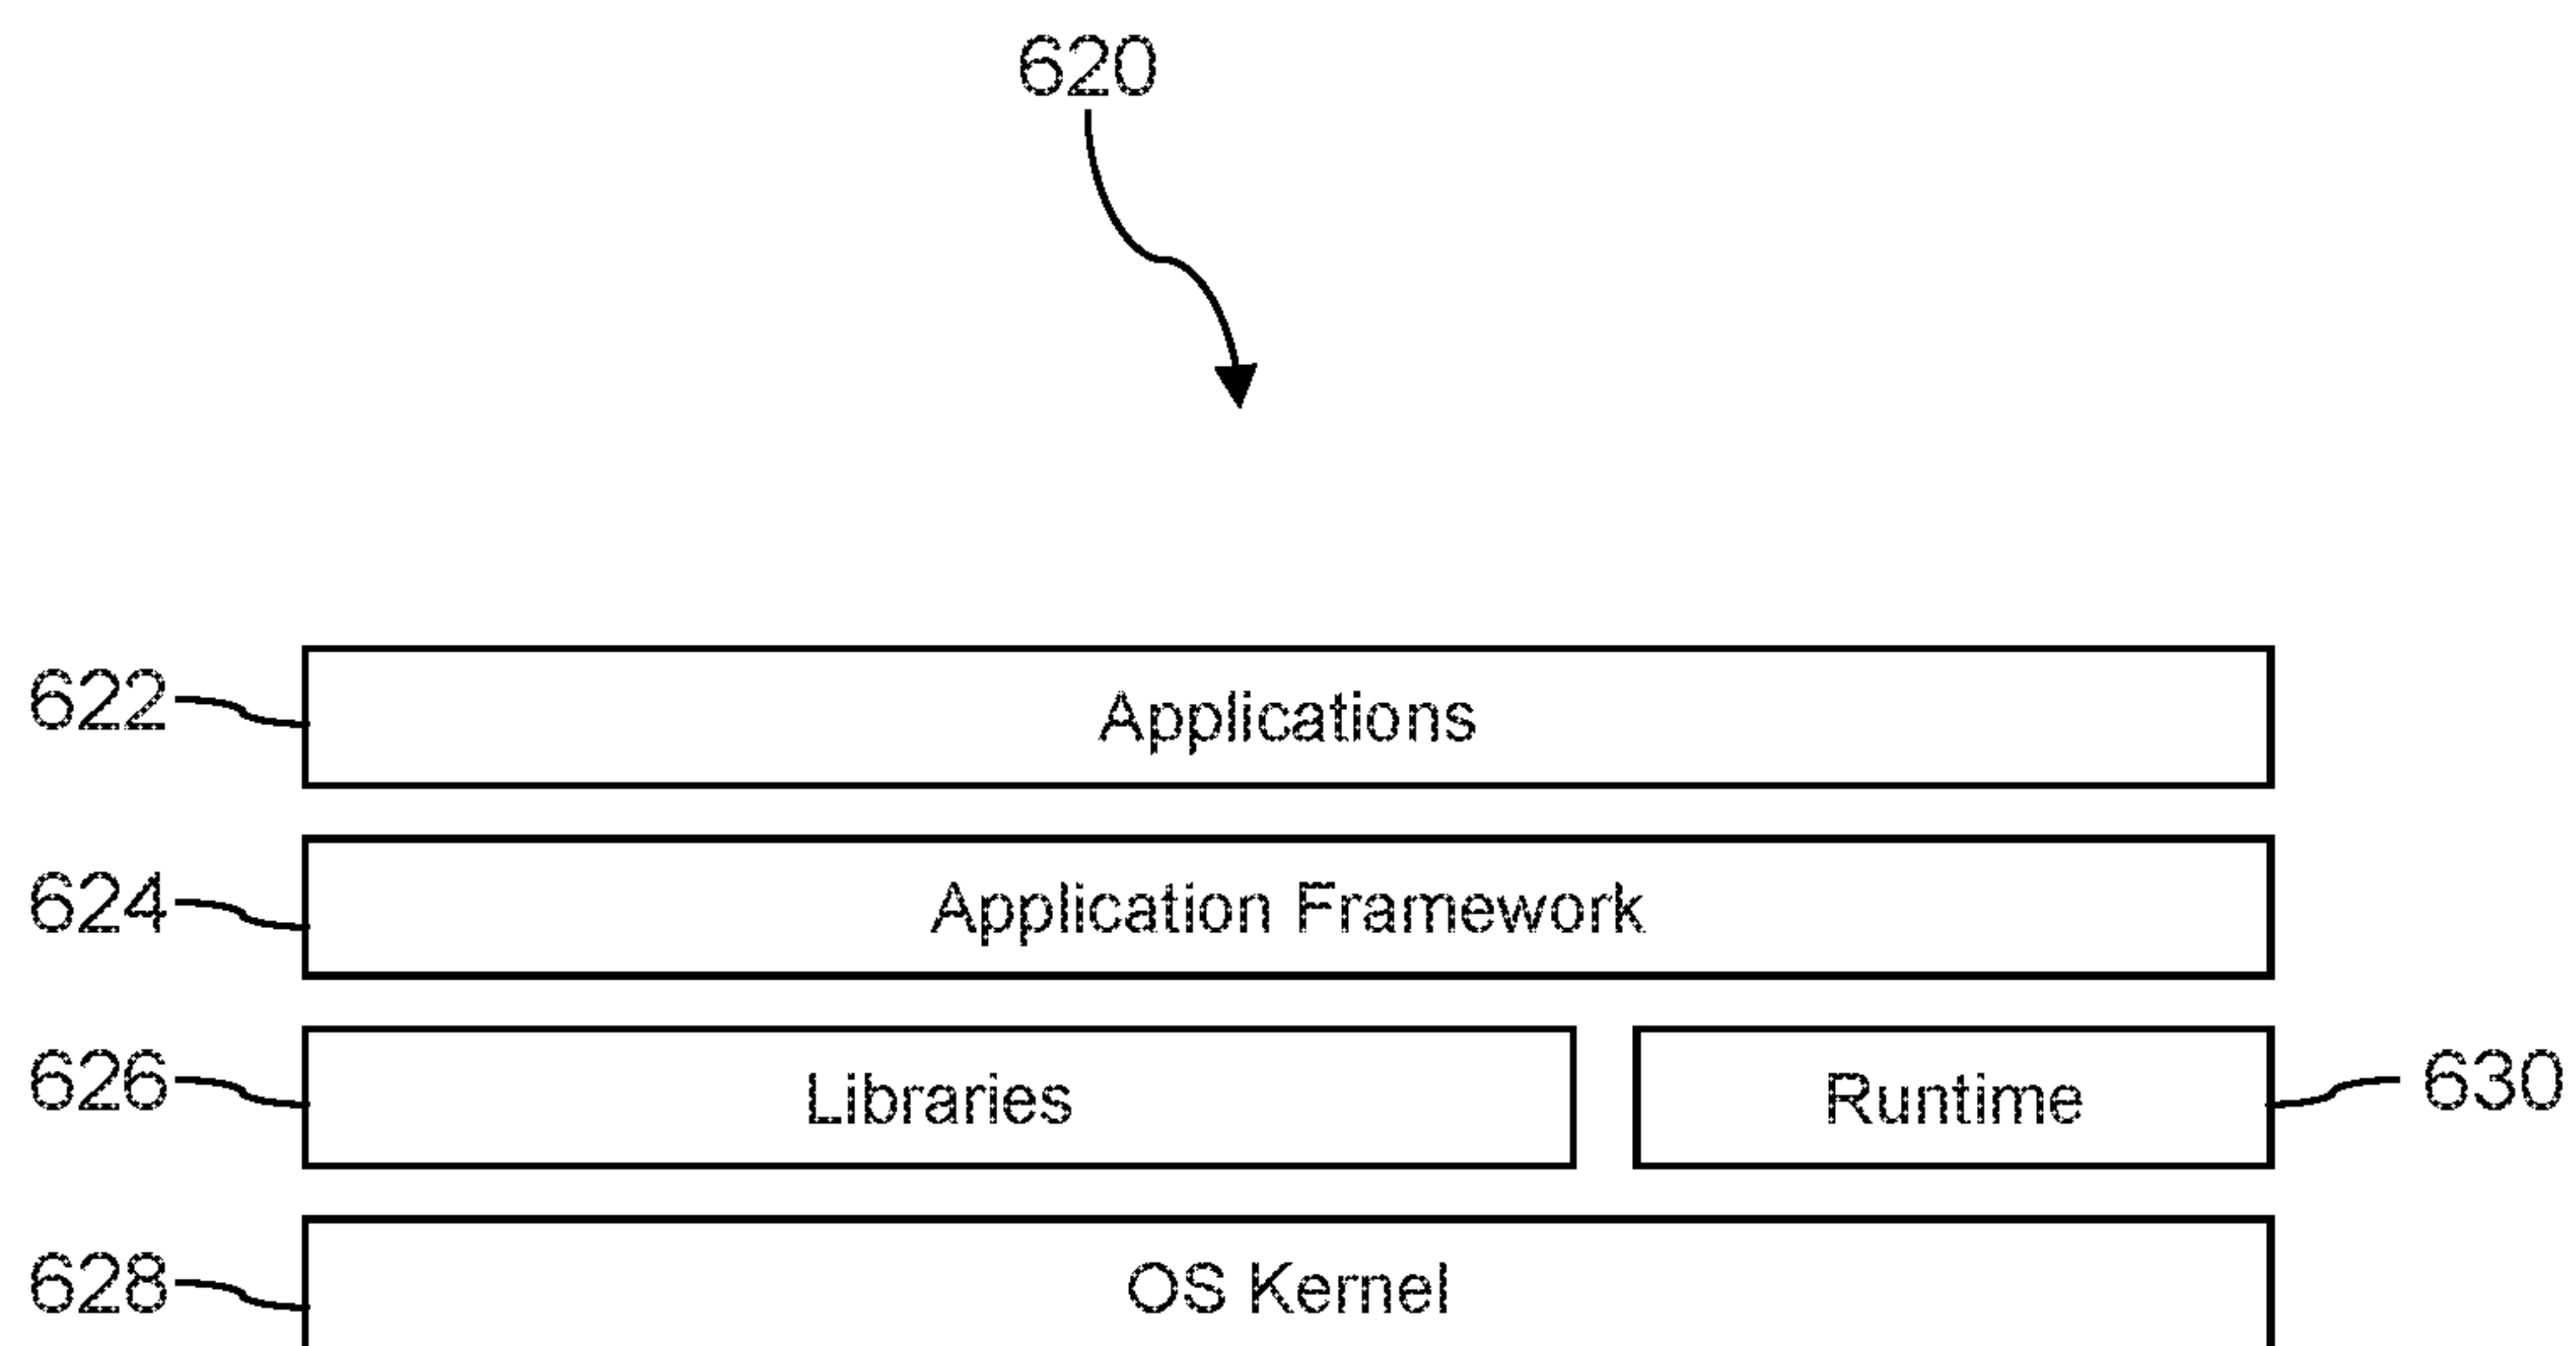 620
622
Applications
624
Application Framework
626
Libraries
Runtime
630
628
OS Kernel